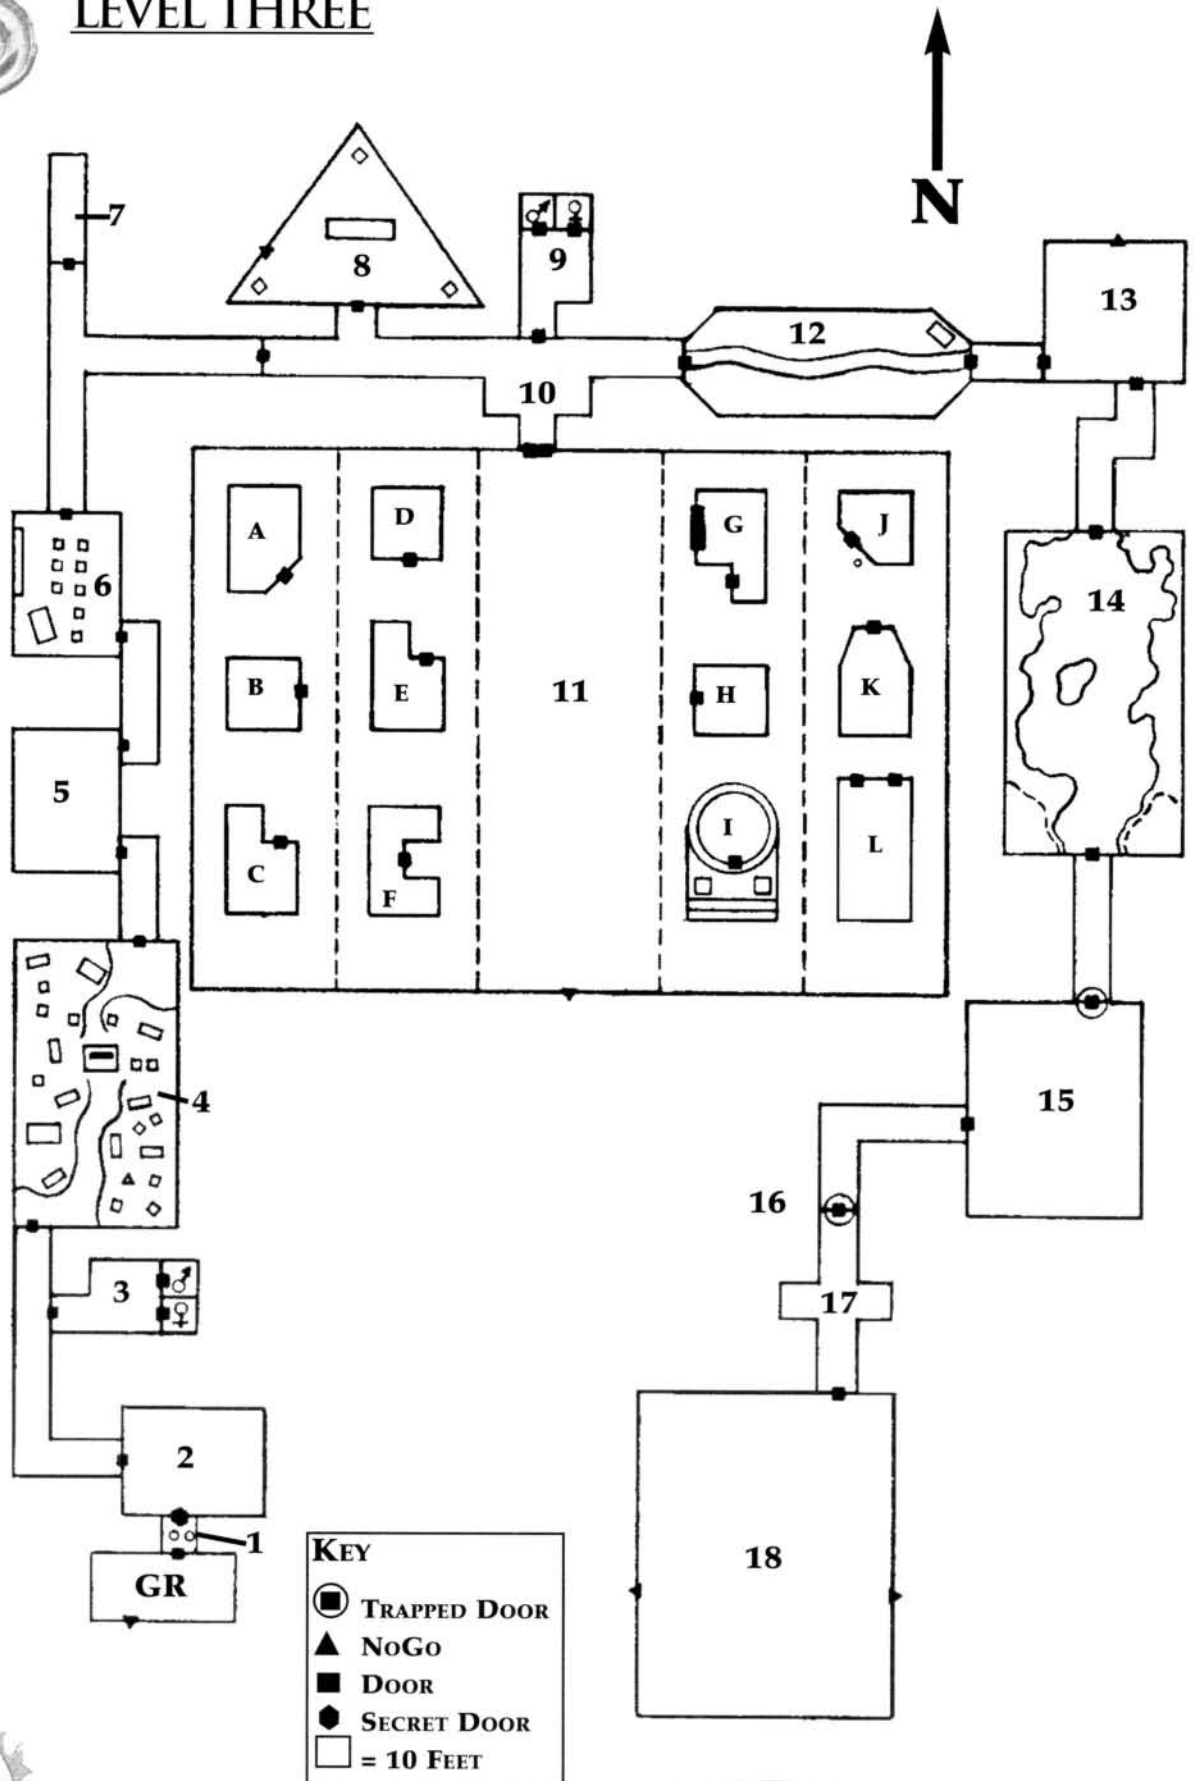 LEVEL THREE
N
7
8
9
10
12
13
A
D
G
J
6
14
B
E
11
H
K
5
C
F
I
L
4
15
16
3
17
2
1
GR
18
KEY
TRAPPED DOOR
NOGO
DOOR
SECRET DOOR
= 10 FEET